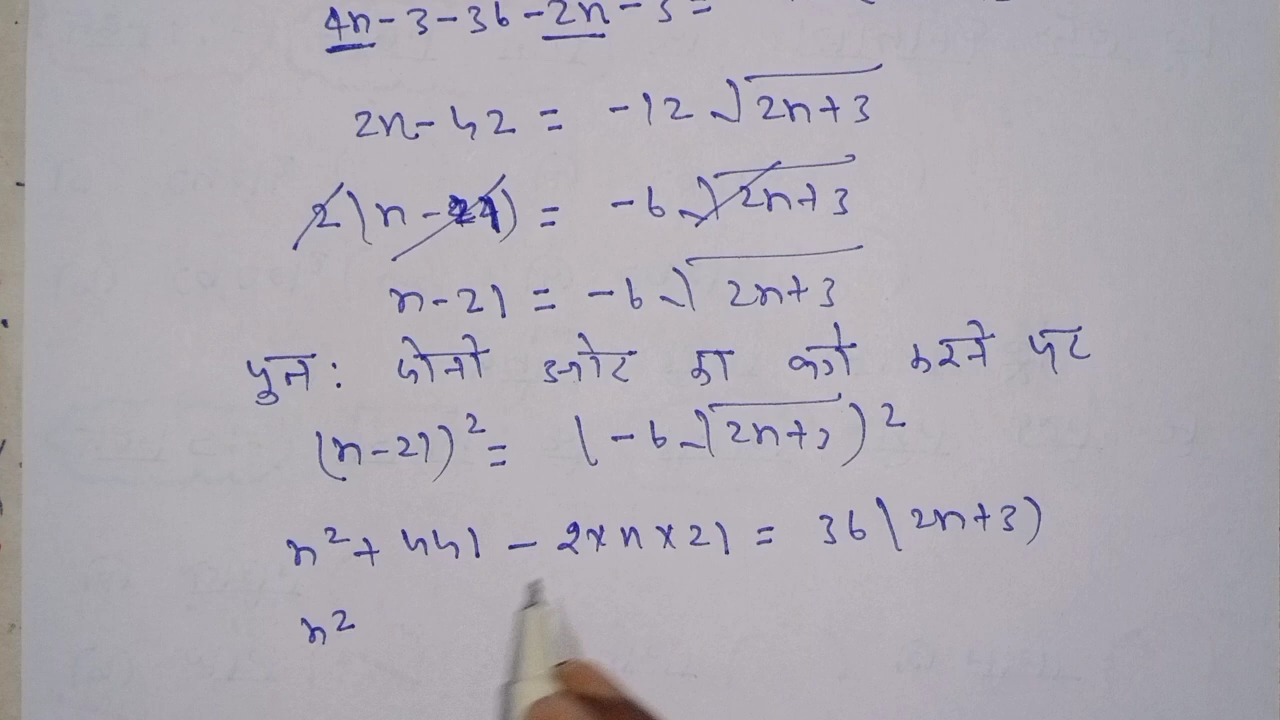 4n-3-36-2n-3=
2n-42 = -12√2n+3
2(n-21) = -6√2n+3
n-21 = -6√2n+3
पुन: दोनो ओर का वर्ग करने पर
(n-21)² = (-6√2n+3)²
n²+441-2×n×21 = 36(2n+3)
n²